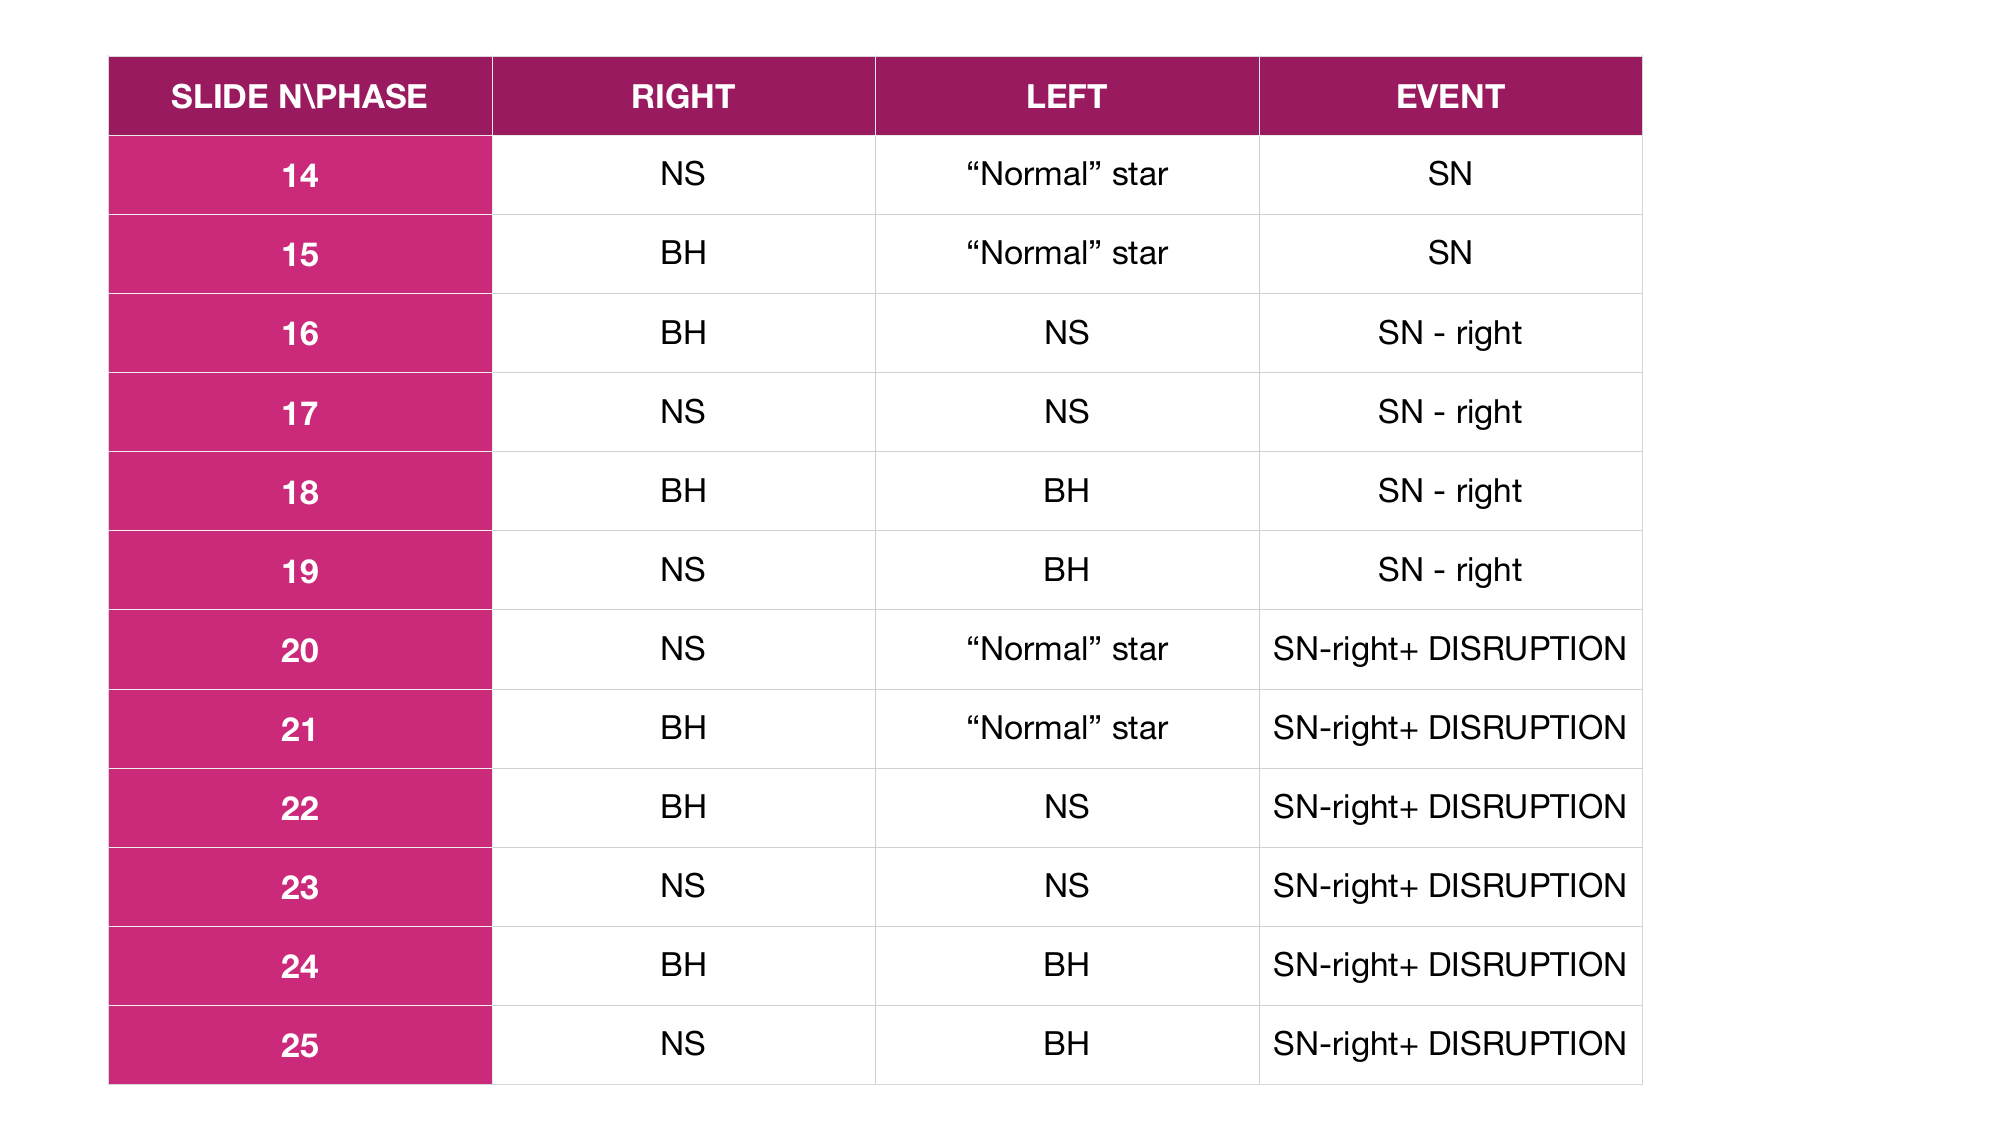 SLIDE N\PHASE RIGHT LEFT EVENT
14 NS “Normal” star SN
15 BH “Normal” star SN
16 BH NS SN - right
17 NS NS SN - right
18 BH BH SN - right
19 NS BH SN - right
20 NS “Normal” star SN-right+ DISRUPTION
21 BH “Normal” star SN-right+ DISRUPTION
22 BH NS SN-right+ DISRUPTION
23 NS NS SN-right+ DISRUPTION
24 BH BH SN-right+ DISRUPTION
25 NS BH SN-right+ DISRUPTION